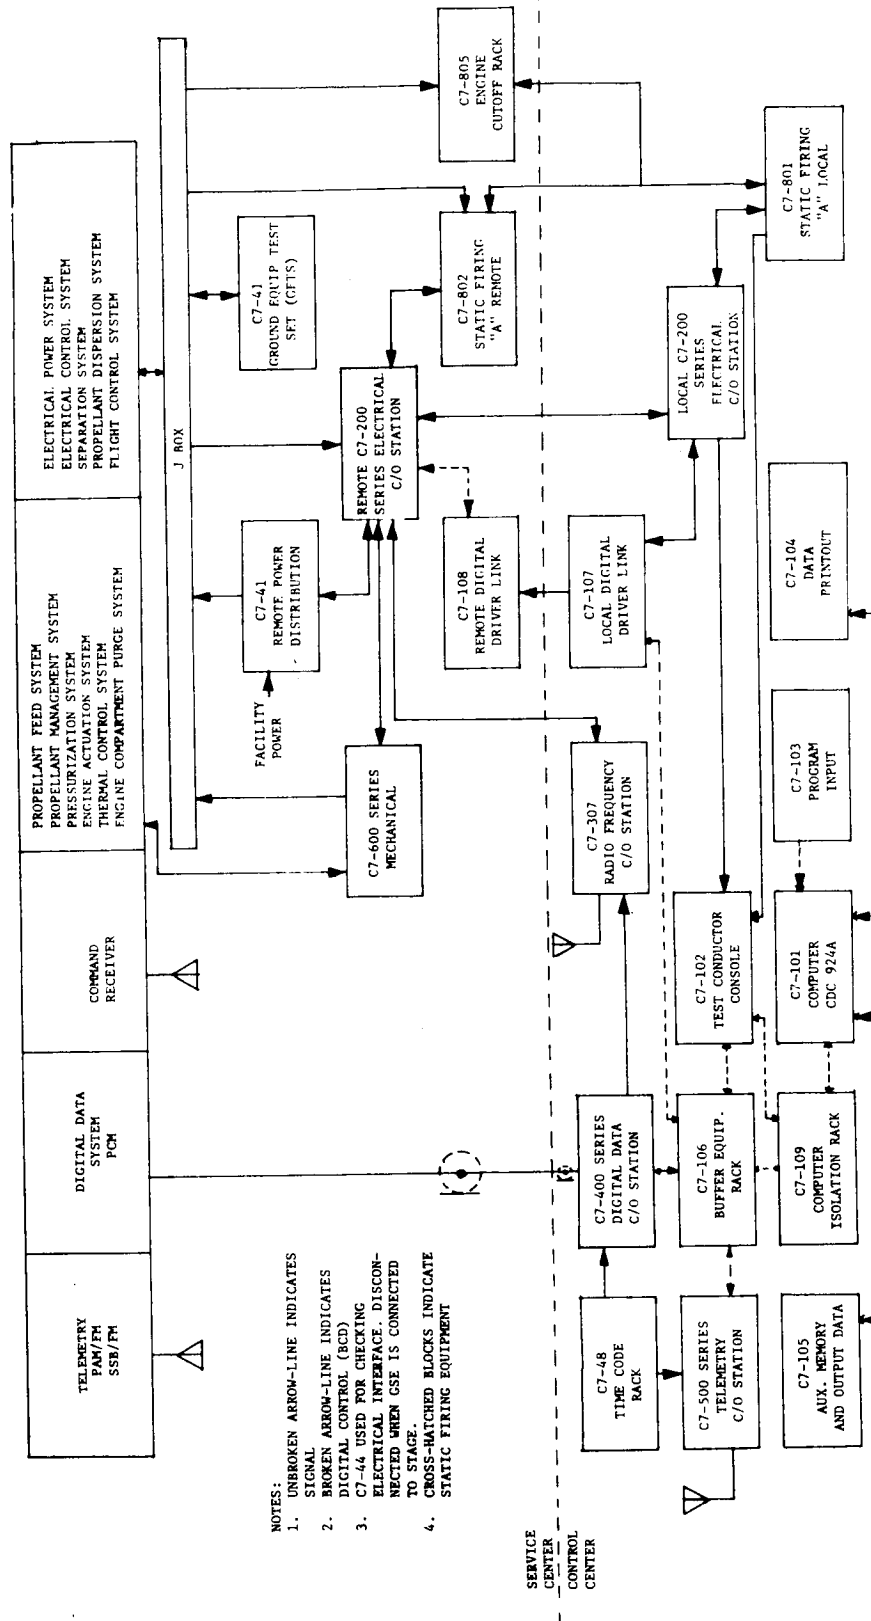 TELEMETRY
PAM/FM
SSB/FM
DIGITAL DATA
SYSTEM
PCM
COMMAND
RECEIVER
PROPELLANT FEED SYSTEM
PROPELLANT MANAGEMENT SYSTEM
PRESSURIZATION SYSTEM
ENGINE ACTUATION SYSTEM
THERMAL CONTROL SYSTEM
ENGINE COMPARTMENT PURGE SYSTEM
ELECTRICAL POWER SYSTEM
ELECTRICAL CONTROL SYSTEM
SEPARATION SYSTEM
PROPELLANT DISPERSION SYSTEM
FLIGHT CONTROL SYSTEM
J BOX
NOTES:
1. UNBROKEN ARROW-LINE INDICATES
SIGNAL
2. BROKEN ARROW-LINE INDICATES
DIGITAL CONTROL (BCD)
3. C7-44 USED FOR CHECKING
ELECTRICAL INTERFACE. DISCON-
NECTED WHEN GSE IS CONNECTED
TO STAGE.
4. CROSS-HATCHED BLOCKS INDICATE
STATIC FIRING EQUIPMENT
FACILITY
POWER
C7-41
REMOTE POWER
DISTRIBUTION
C7-41
GROUND EQUIP TEST
SET (GETS)
C7-805
ENGINE
CUTOFF RACK
C7-600 SERIES
MECHANICAL
REMOTE C7-200
SERIES ELECTRICAL
C/O STATION
C7-802
STATIC FIRING
"A" REMOTE
C7-108
REMOTE DIGITAL
DRIVER LINK
SERVICE
CENTER
CONTROL
CENTER
C7-48
TIME CODE
RACK
C7-400 SERIES
DIGITAL DATA
C/O STATION
C7-307
RADIO FREQUENCY
C/O STATION
C7-107
LOCAL DIGITAL
DRIVER LINK
LOCAL C7-200
SERIES
ELECTRICAL
C/O STATION
C7-801
STATIC FIRING
"A" LOCAL
C7-500 SERIES
TELEMETRY
C/O STATION
C7-106
BUFFER EQUIP.
RACK
C7-102
TEST CONDUCTOR
CONSOLE
C7-105
AUX. MEMORY
AND OUTPUT DATA
C7-109
COMPUTER
ISOLATION RACK
C7-101
COMPUTER
CDC 924A
C7-103
PROGRAM
INPUT
C7-104
DATA
PRINTOUT